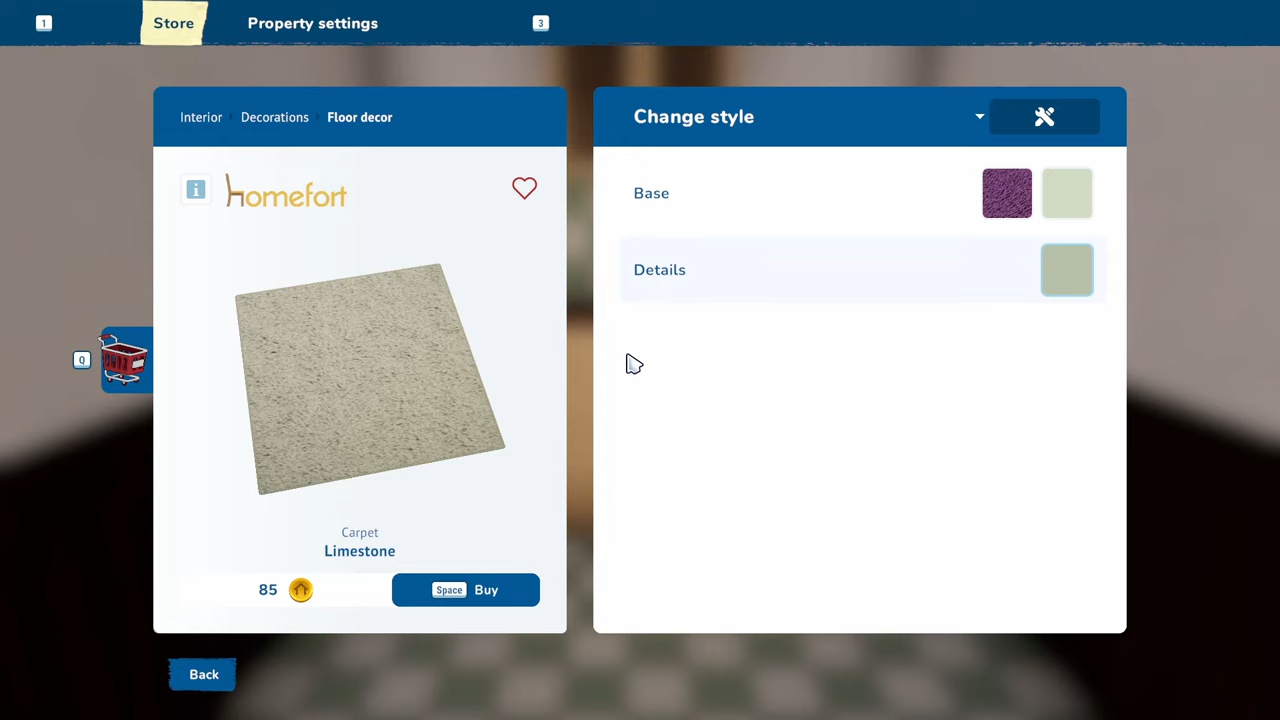 1
Store
Property settings
3
Interior Decorations Floor decor
i
homefort
Q
Carpet
Limestone
85
Space Buy
Back
Change style
Base
Details